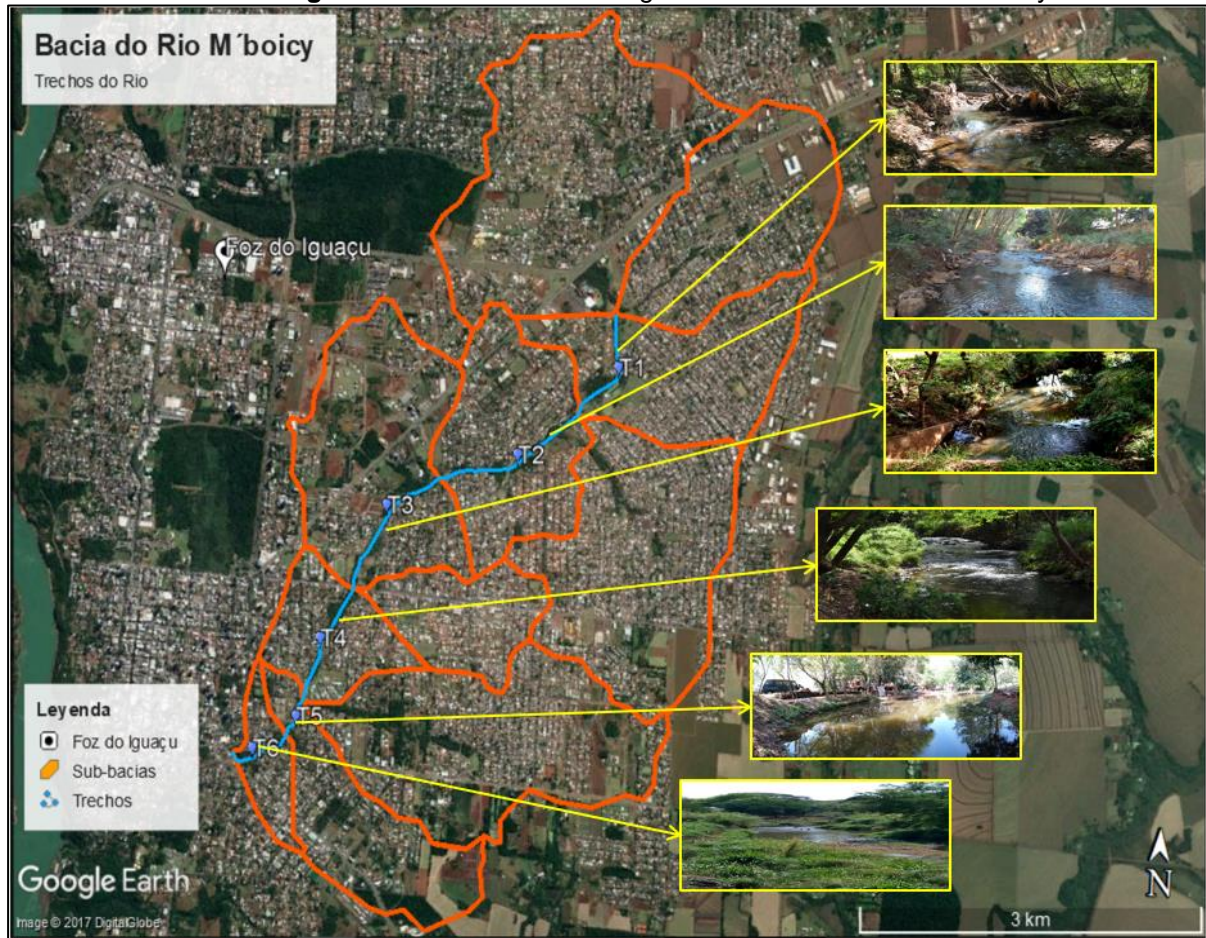 Bacia do Rio M´boicy
Trechos do Rio
Foz do Iguaçu
T1
T2
T3
T4
T5
T6
Leyenda
Foz do Iguaçu
Sub-bacias
Trechos
Google Earth
Image © 2017 DigitalGlobe
N
3 km